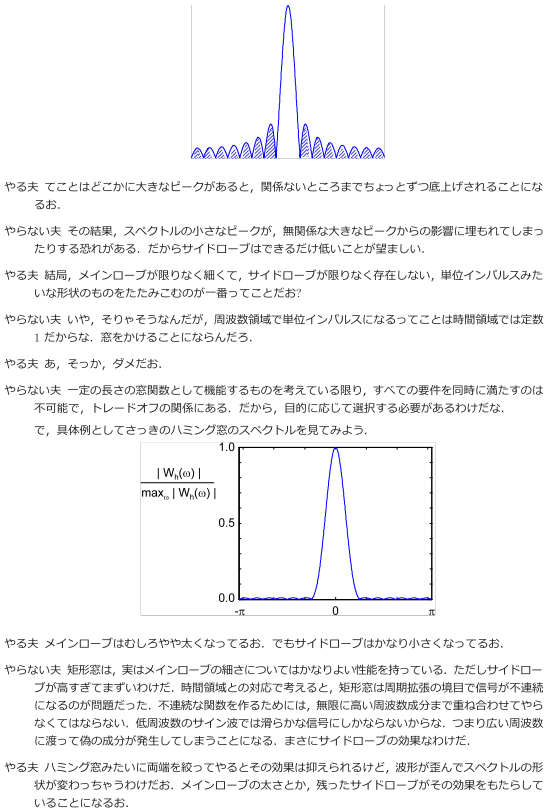 やる夫 てことはどこかに大きなピークがあると，関係ないところまでちょっとずつ底上げされることにな
るお．
やらない夫 その結果，スペクトルの小さなピークが，無関係な大きなピークからの影響に埋もれてしまっ
たりする恐れがある．だからサイドローブはできるだけ低いことが望ましい．
やる夫 結局，メインローブが限りなく細くて，サイドローブが限りなく存在しない，単位インパルスみた
いな形状のものをたたみこむのが一番ってことだお?
やらない夫 いや，そりゃそうなんだが，周波数領域で単位インパルスになるってことは時間領域では定数
1 だからな．窓をかけることにならんだろ．
やる夫 あ，そっか，ダメだお．
やらない夫 一定の長さの窓関数として機能するものを考えている限り，すべての要件を同時に満たすのは
不可能で，トレードオフの関係にある．だから，目的に応じて選択する必要があるわけだな．
で，具体例としてさっきのハミング窓のスペクトルを見てみよう．
| Wh(ω) |
maxω | Wh(ω) |
1.0
0.5
0.0
-π 0 π
やる夫 メインローブはむしろやや太くなってるお．でもサイドローブはかなり小さくなってるお．
やらない夫 矩形窓は，実はメインローブの細さについてはかなりよい性能を持っている．ただしサイドロー
ブが高すぎてまずいわけだ．時間領域との対応で考えると，矩形窓は周期拡張の境目で信号が不連続
になるのが問題だった．不連続な関数を作るためには，無限に高い周波数成分まで重ね合わせてやら
なくてはならない．低周波数のサイン波では滑らかな信号にしかならないからな．つまり広い周波数
に渡って偽の成分が発生してしまうことになる．まさにサイドローブの効果なわけだ．
やる夫 ハミング窓みたいに両端を絞ってやるとその効果は抑えられるけど，波形が歪んでスペクトルの形
状が変わっちゃうわけだお．メインローブの太さとか，残ったサイドローブがその効果をもたらして
いることになるお．